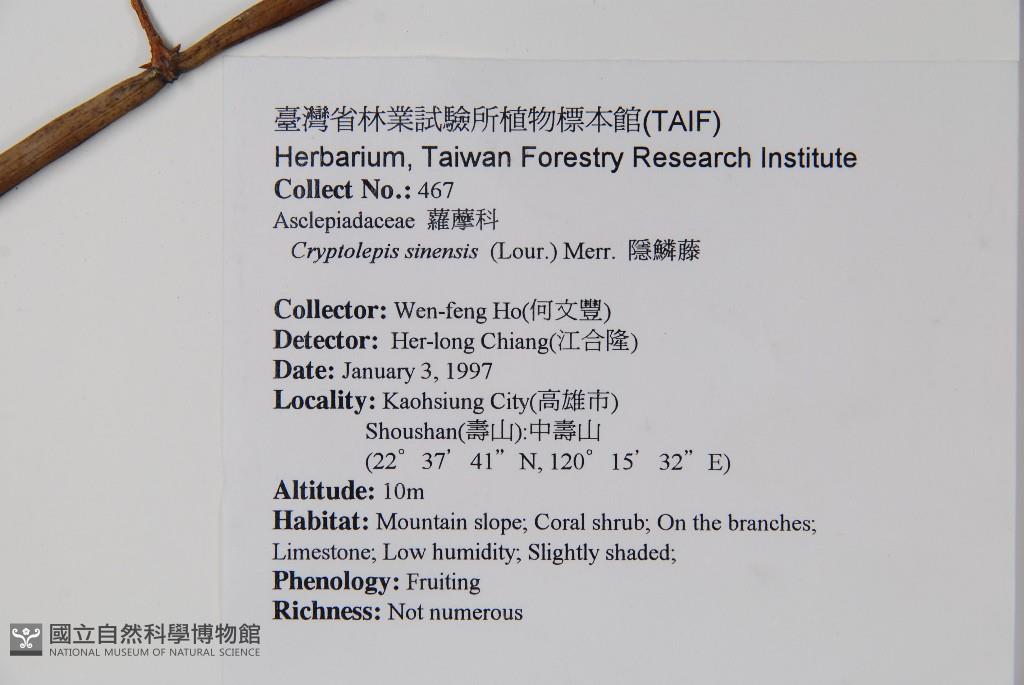 臺灣省林業試驗所植物標本館(TAIF)
Herbarium, Taiwan Forestry Research Institute
Collect No.: 467
Asclepiadaceae 蘿藦科
Cryptolepis sinensis (Lour.) Merr. 隱鱗藤
Collector: Wen-feng Ho(何文豐)
Detector: Her-long Chiang(江合隆)
Date: January 3, 1997
Locality: Kaohsiung City(高雄市)
Shoushan(壽山):中壽山
(22° 37' 41" N, 120° 15' 32" E)
Altitude: 10m
Habitat: Mountain slope; Coral shrub; On the branches;
Limestone; Low humidity; Slightly shaded;
Phenology: Fruiting
Richness: Not numerous
國立自然科學博物館
NATIONAL MUSEUM OF NATURAL SCIENCE